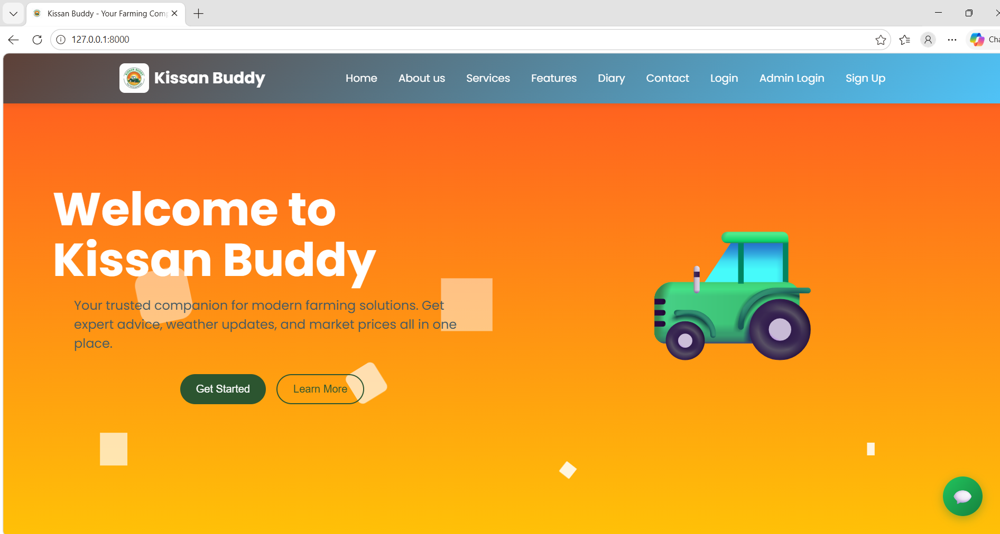 Kissan Buddy - Your Farming Com
127.0.0.1:8000
Cha
KISSAN BUDDY
Kissan Buddy
Home
About us
Services
Features
Diary
Contact
Login
Admin Login
Sign Up
Welcome to
Kissan Buddy
Your trusted companion for modern farming solutions. Get
expert advice, weather updates, and market prices all in one
place.
Get Started
Learn More